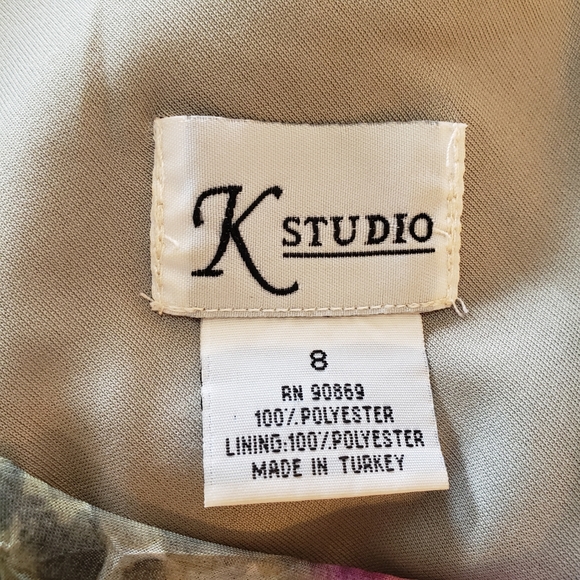 K STUDIO
8
RN 90869
100% POLYESTER
LINING:100% POLYESTER
MADE IN TURKEY